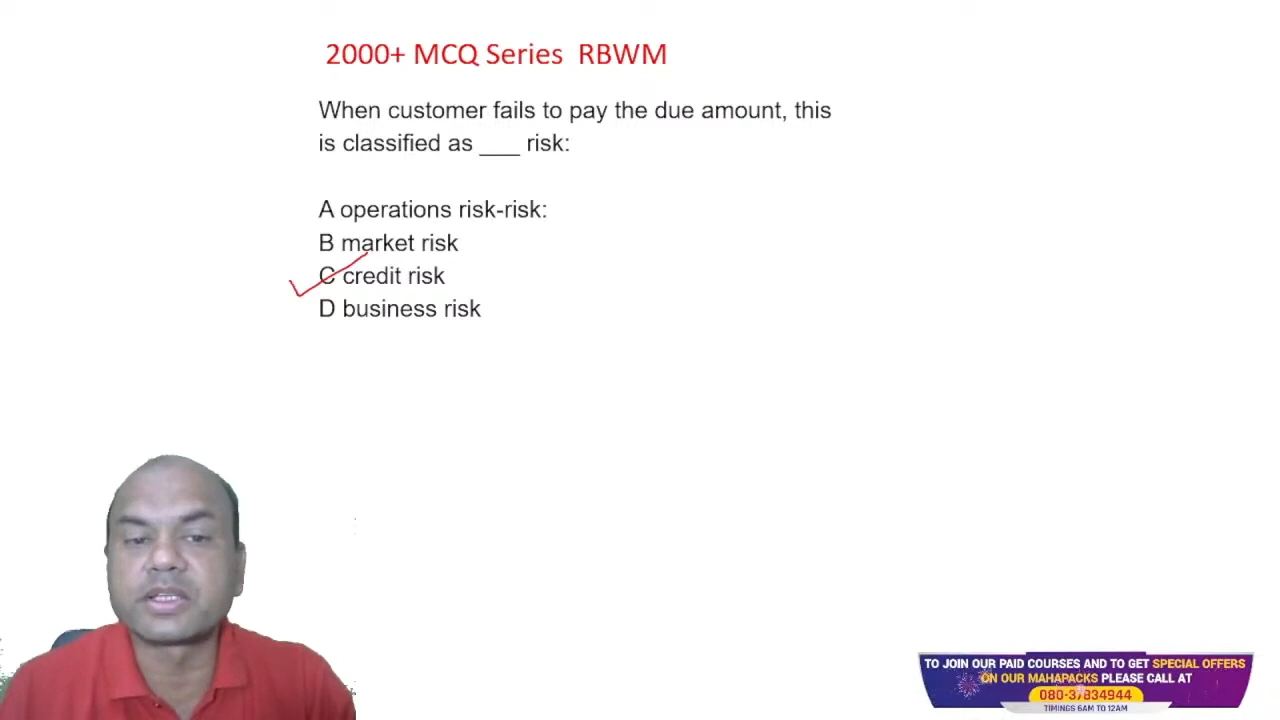 2000+ MCQ Series RBWM
When customer fails to pay the due amount, this
is classified as ___ risk:
A operations risk-risk:
B market risk
C credit risk
D business risk
TO JOIN OUR PAID COURSES AND TO GET SPECIAL OFFERS
ON OUR MAHAPACKS PLEASE CALL AT
080-37834944
TIMINGS 6AM TO 12AM